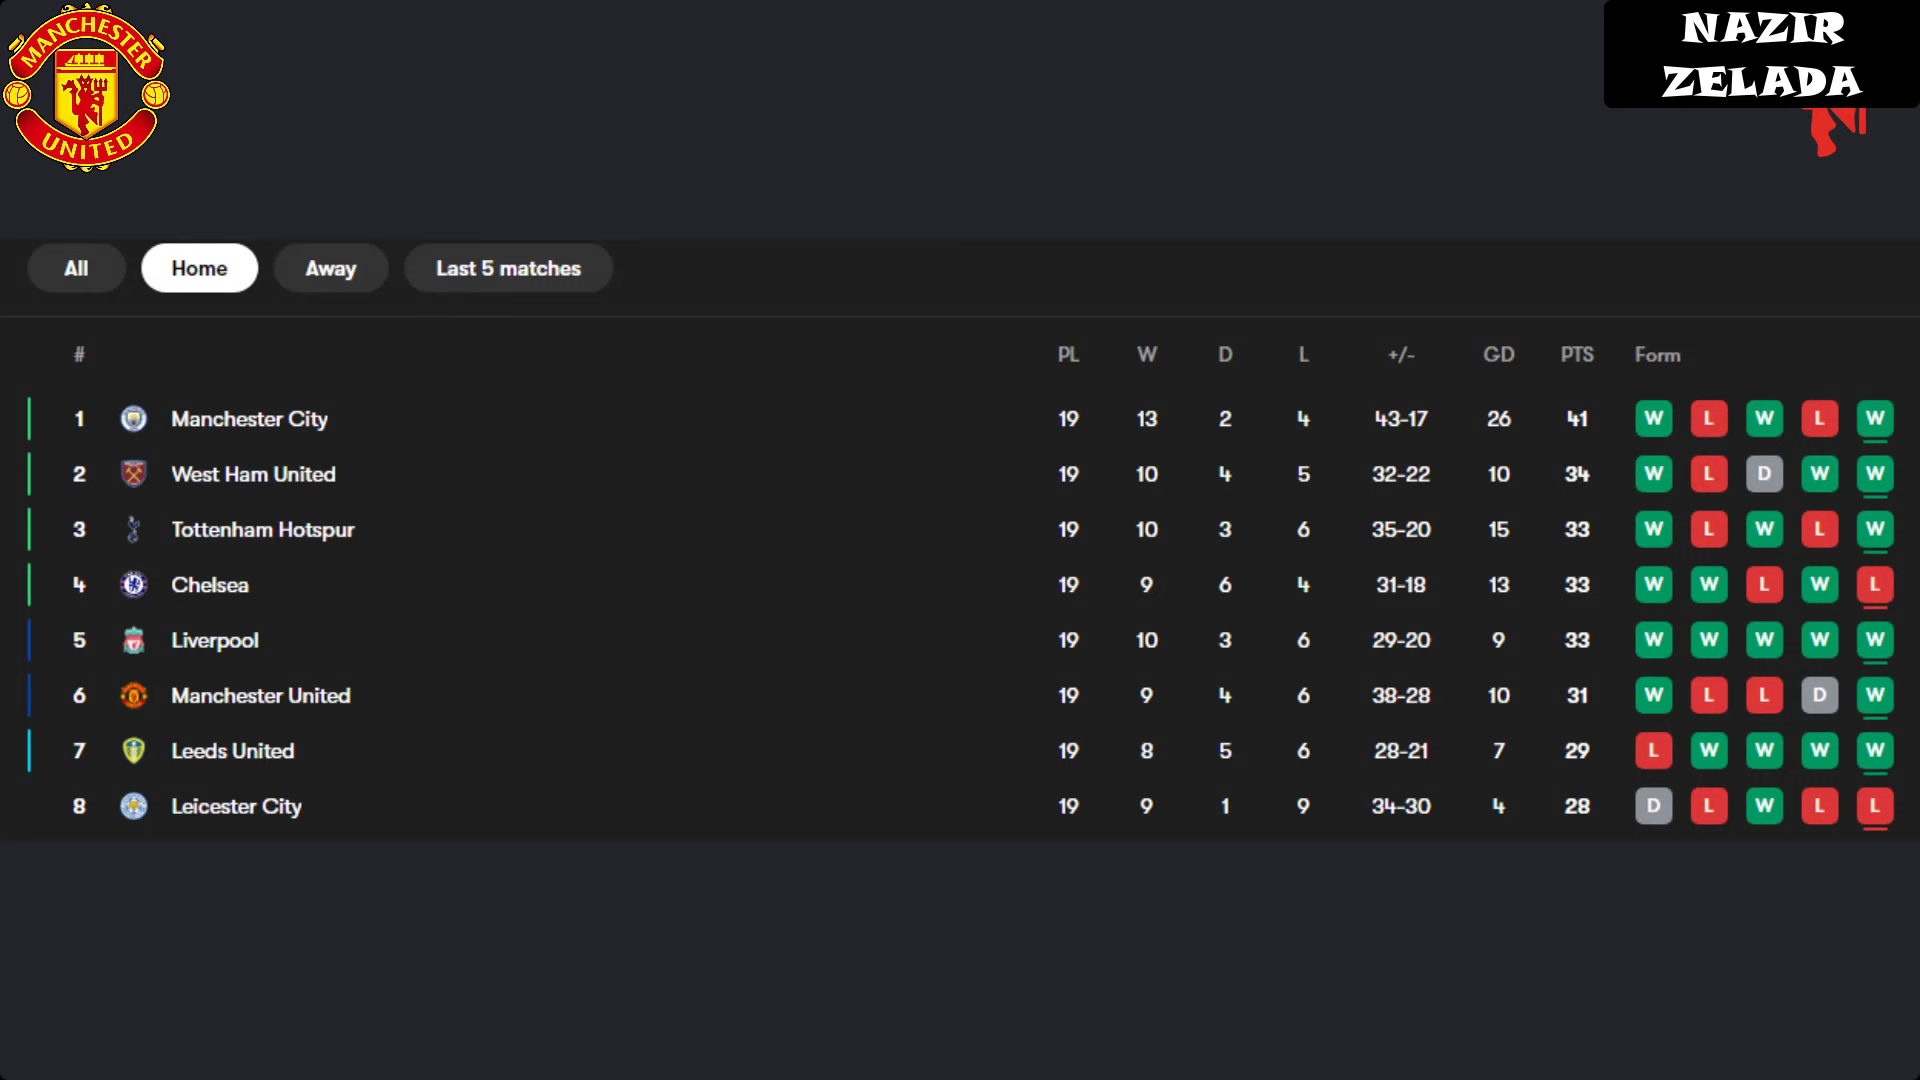 MANCHESTER
UNITED
NAZIR
ZELADA
All Home Away Last 5 matches
# PL W D L +/- GD PTS Form
1 Manchester City 19 13 2 4 43-17 26 41 W L W L W
2 West Ham United 19 10 4 5 32-22 10 34 W L D W W
3 Tottenham Hotspur 19 10 3 6 35-20 15 33 W L W L W
4 Chelsea 19 9 6 4 31-18 13 33 W W L W L
5 Liverpool 19 10 3 6 29-20 9 33 W W W W W
6 Manchester United 19 9 4 6 38-28 10 31 W L L D W
7 Leeds United 19 8 5 6 28-21 7 29 L W W W W
8 Leicester City 19 9 1 9 34-30 4 28 D L W L L